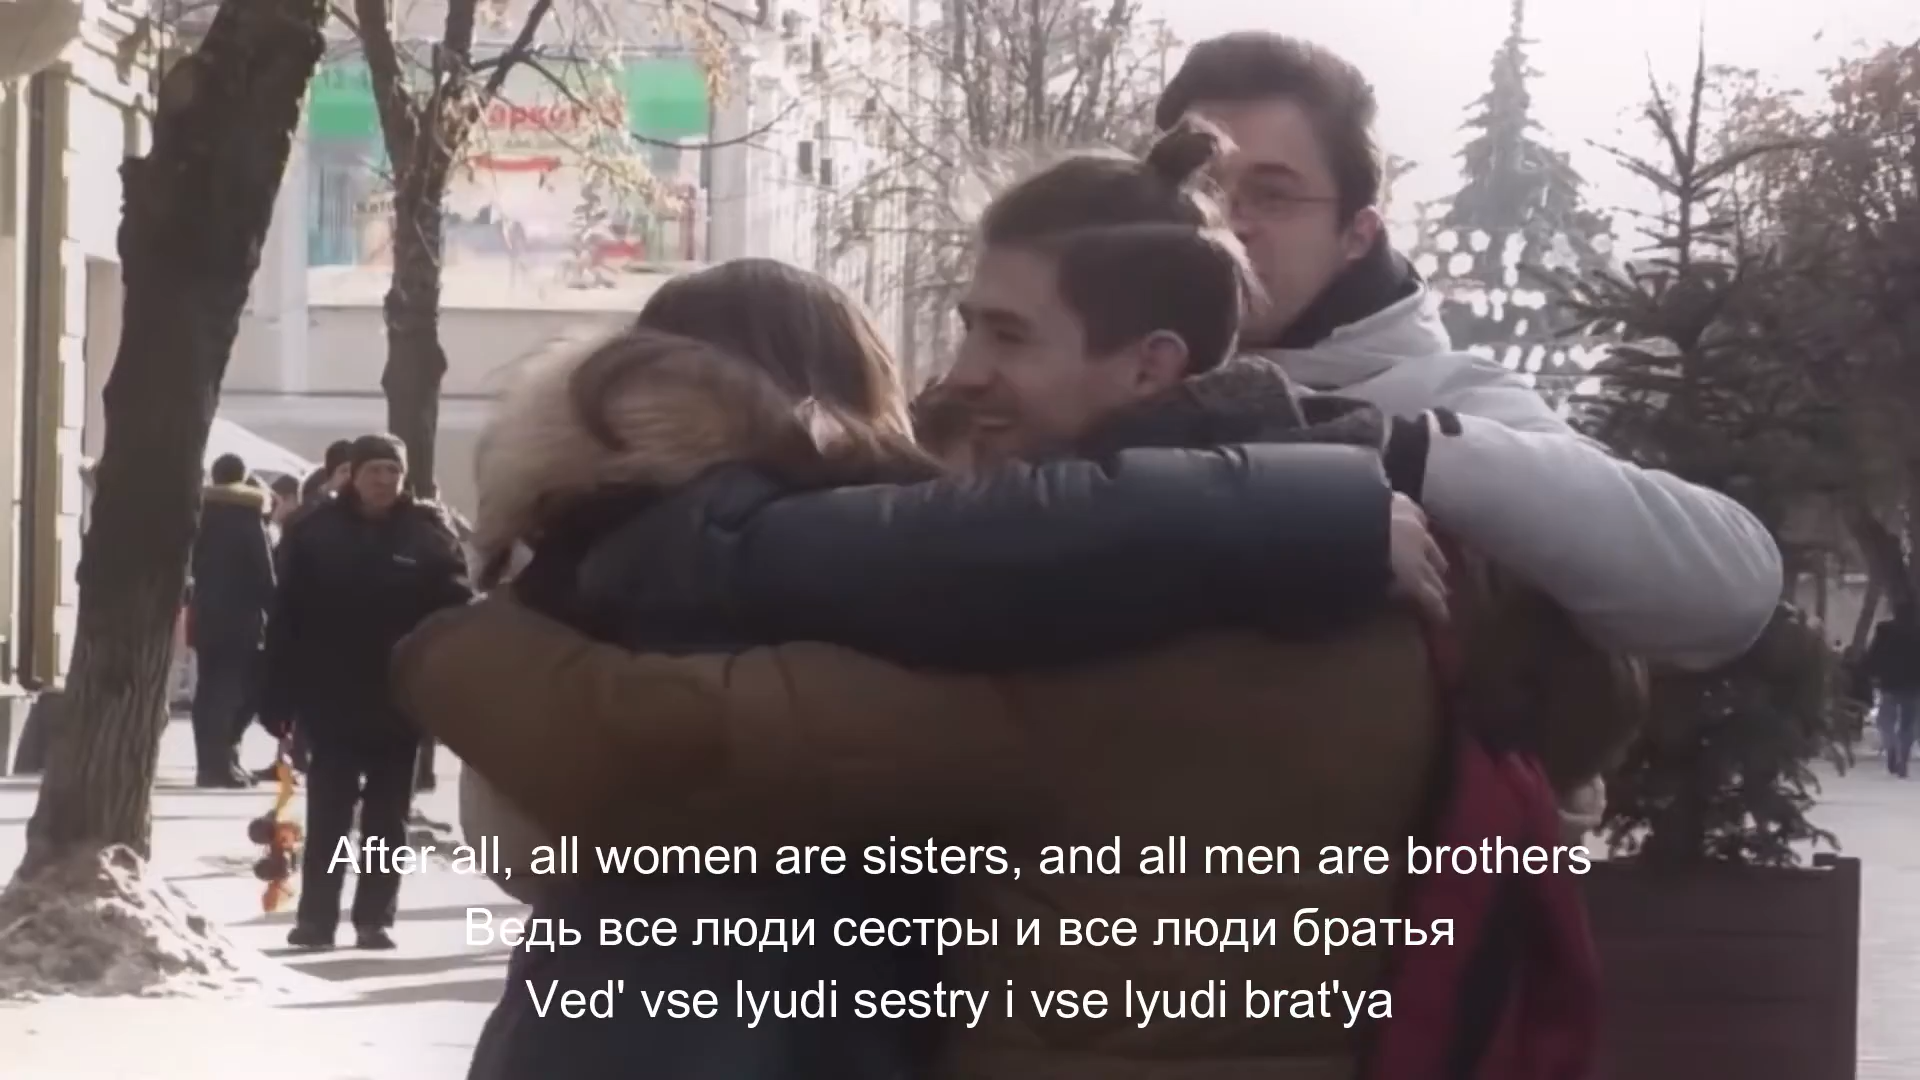 After all, all women are sisters, and all men are brothers
Ведь все люди сестры и все люди братья
Ved' vse lyudi sestry i vse lyudi brat'ya